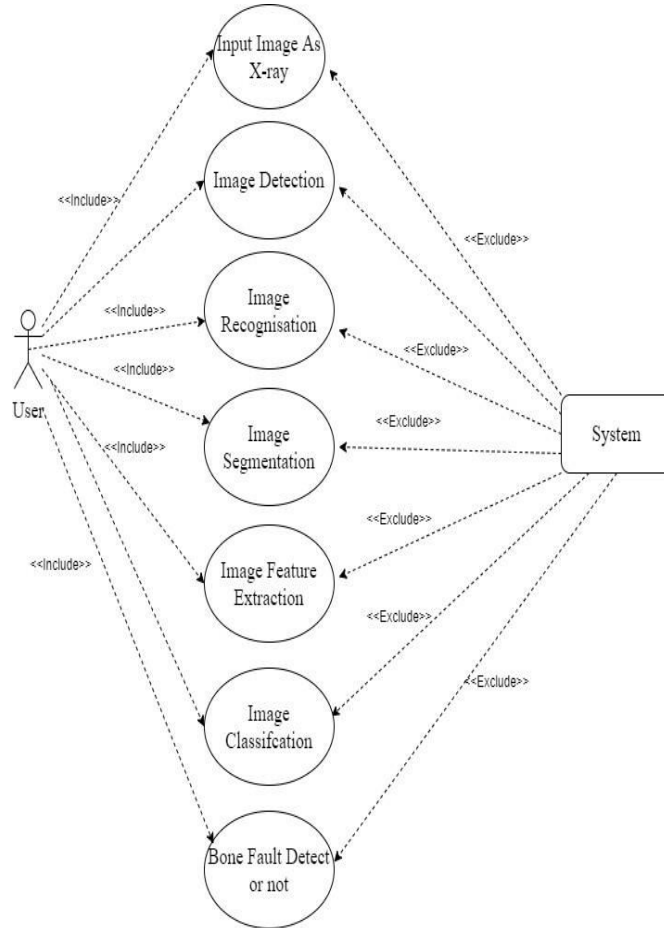 Input Image As
X-ray
Image Detection
<<Include>>
<<Exclude>>
Image
Recognisation
<<Include>>
<<Exclude>>
User
<<Include>>
Image
Segmentation
<<Exclude>>
System
<<Include>>
Image Feature
Extraction
<<Exclude>>
<<Include>>
Image
Classifcation
<<Exclude>>
<<Exclude>>
Bone Fault Detect
or not